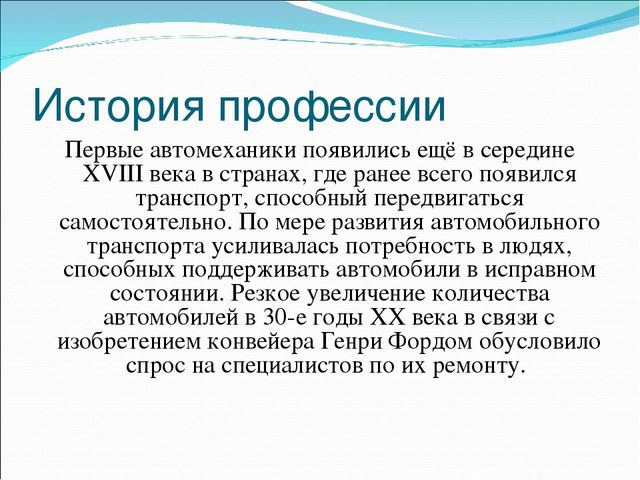 История профессии
Первые автомеханики появились ещё в середине
XVIII века в странах, где ранее всего появился
транспорт, способный передвигаться
самостоятельно. По мере развития автомобильного
транспорта усиливалась потребность в людях,
способных поддерживать автомобили в исправном
состоянии. Резкое увеличение количества
автомобилей в 30-е годы XX века в связи с
изобретением конвейера Генри Фордом обусловило
спрос на специалистов по их ремонту.